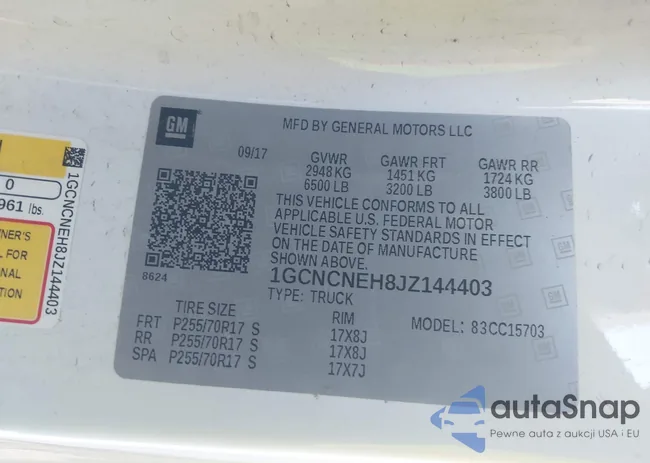 GM
MFD BY GENERAL MOTORS LLC
09/17 GVWR GAWR FRT GAWR RR
2948 KG 1451 KG 1724 KG
6500 LB 3200 LB 3800 LB
THIS VEHICLE CONFORMS TO ALL
APPLICABLE U.S. FEDERAL MOTOR
VEHICLE SAFETY STANDARDS IN EFFECT
ON THE DATE OF MANUFACTURE
SHOWN ABOVE.
8624
1GCNCNEH8JZ144403
TYPE: TRUCK
TIRE SIZE RIM MODEL: 83CC15703
FRT P255/70R17 S 17X8J
RR P255/70R17 S 17X8J
SPA P255/70R17 S 17X7J
0
961 lbs.
NER'S
L FOR
ONAL
N
1GCNCNEH8JZ144403
autaSnap
Pewne auta z aukcji USA i EU